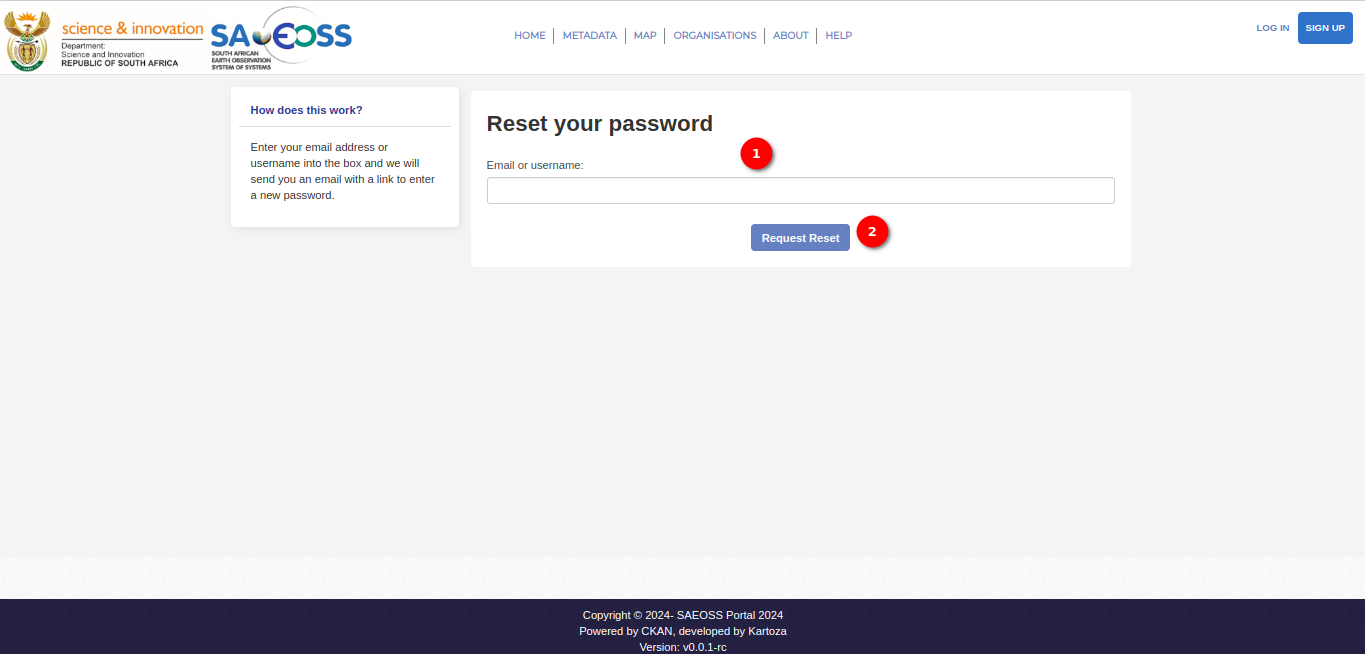 science & innovation
Department:
Science and Innovation
REPUBLIC OF SOUTH AFRICA
SAEOSS
SOUTH AFRICAN
EARTH OBSERVATION
SYSTEM OF SYSTEMS
HOME METADATA MAP ORGANISATIONS ABOUT HELP
LOG IN SIGN UP
How does this work?
Enter your email address or
username into the box and we will
send you an email with a link to enter
a new password.
Reset your password
1
Email or username:
Request Reset
2
Copyright © 2024- SAEOSS Portal 2024
Powered by CKAN, developed by Kartoza
Version: v0.0.1-rc